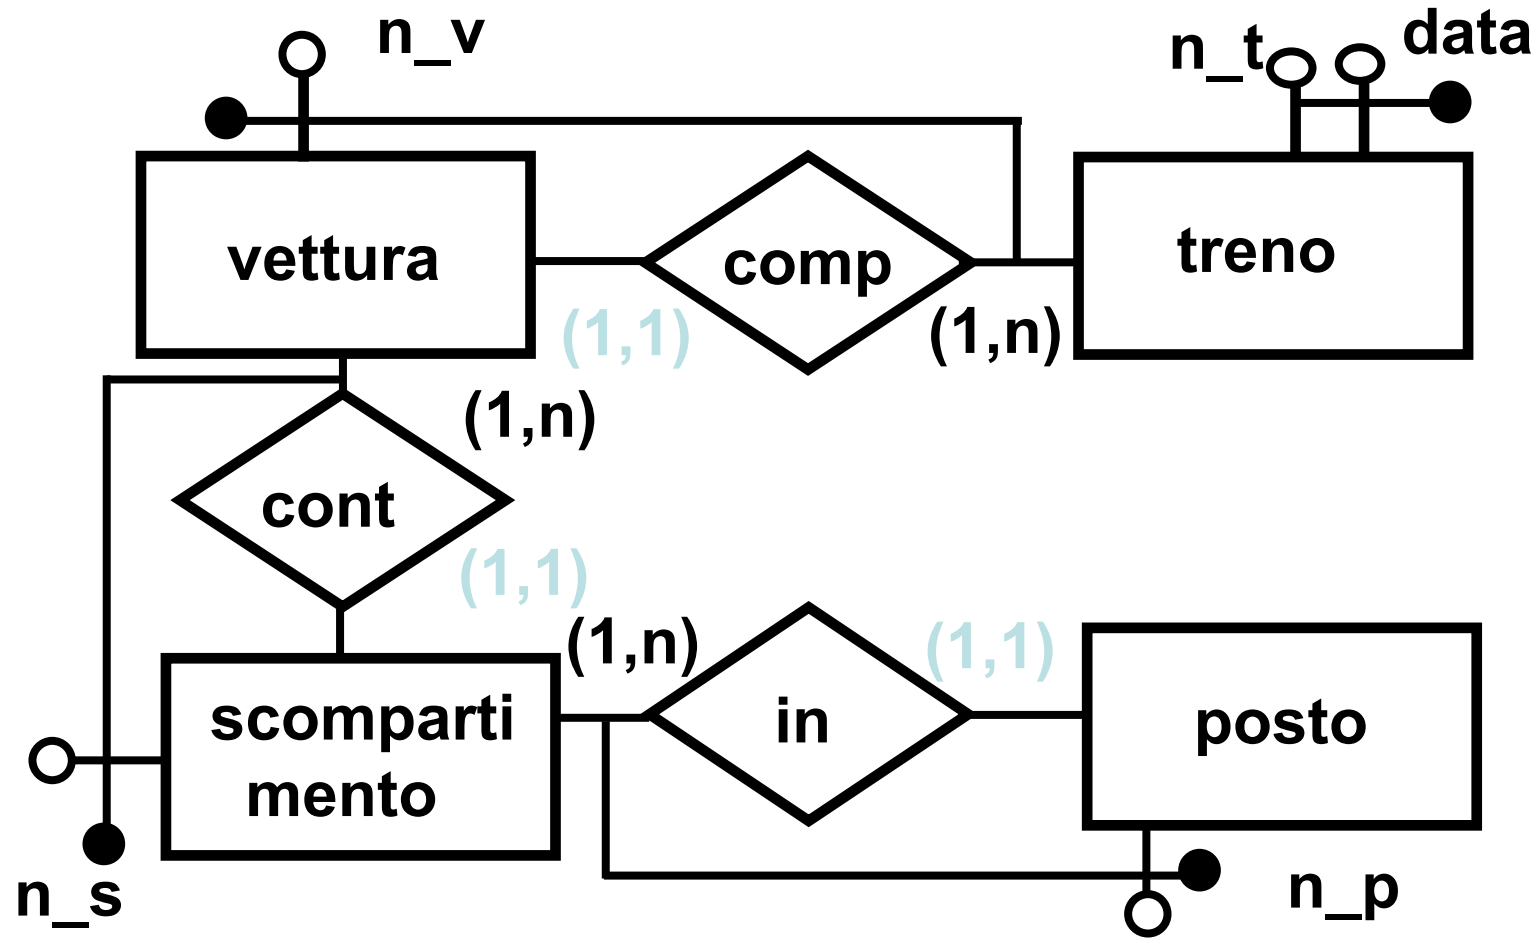 n_v
n_t
data
vettura
comp
treno
(1,1)
(1,n)
(1,n)
cont
(1,1)
(1,n)
(1,1)
scomparti
mento
in
posto
n_s
n_p